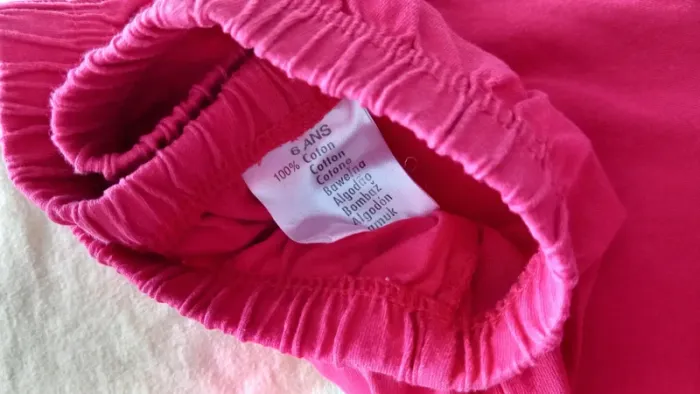 6 ANS
100% Coton
Cotton
Cotone
Bawełna
Algodão
Bombaž
Algodón